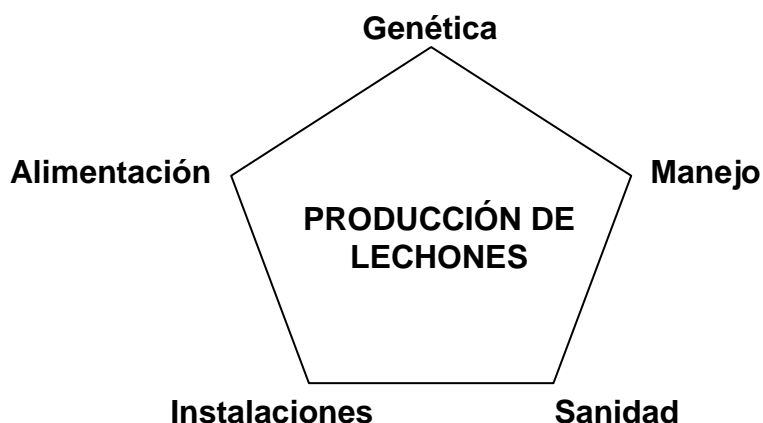 Genética
Alimentación
Manejo
PRODUCCIÓN DE
LECHONES
Instalaciones
Sanidad